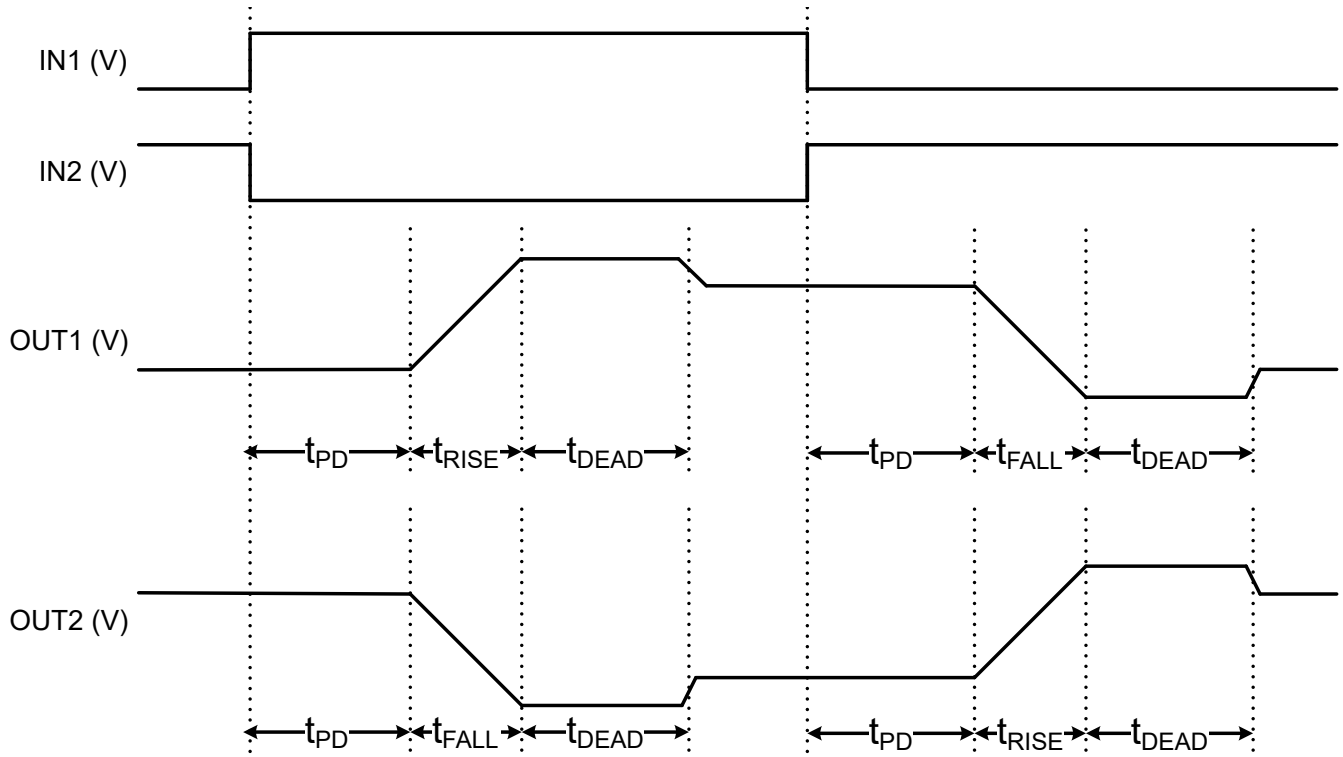 IN1 (V)
IN2 (V)
OUT1 (V)
tPD tRISE tDEAD tPD tFALL tDEAD
OUT2 (V)
tPD tFALL tDEAD tPD tRISE tDEAD